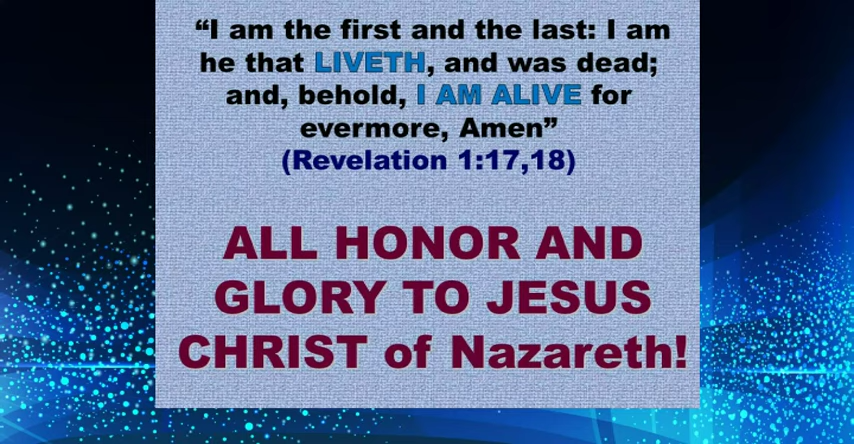 “I am the first and the last: I am
he that LIVETH, and was dead;
and, behold, I AM ALIVE for
evermore, Amen”
(Revelation 1:17,18)
ALL HONOR AND
GLORY TO JESUS
CHRIST of Nazareth!